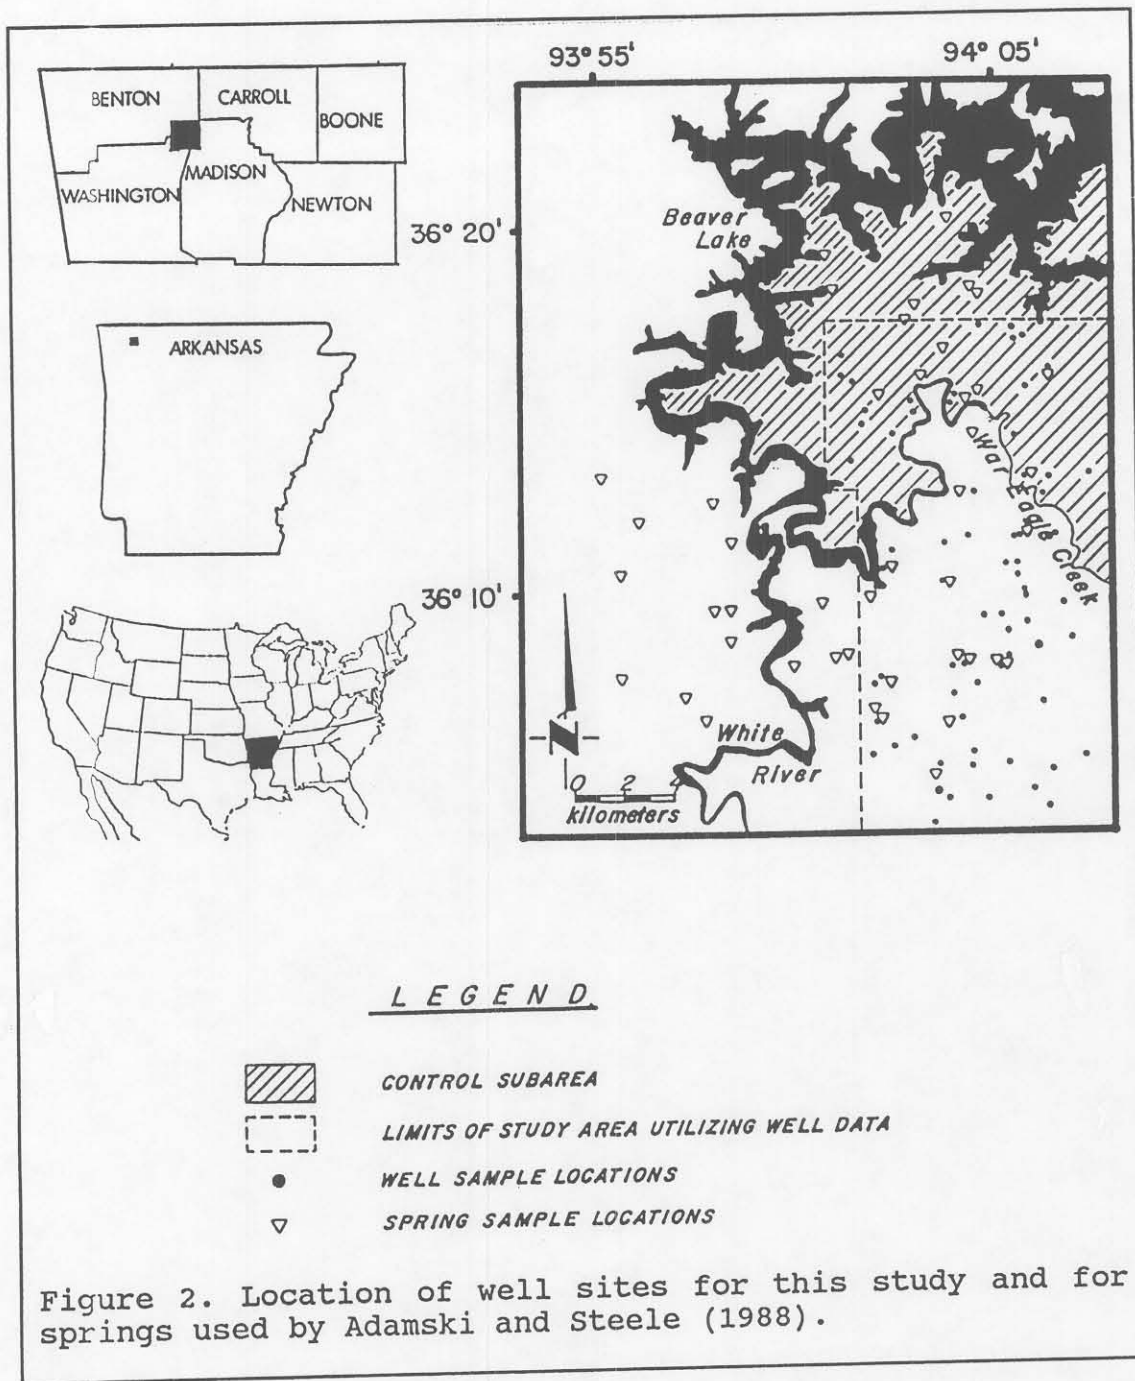 BENTON
CARROLL
BOONE
WASHINGTON
MADISON
NEWTON
ARKANSAS
93° 55'
94° 05'
36° 20'
36° 10'
Beaver
Lake
War Eagle Creek
White
River
N
0 2 4
kilometers
LEGEND
CONTROL SUBAREA
LIMITS OF STUDY AREA UTILIZING WELL DATA
WELL SAMPLE LOCATIONS
SPRING SAMPLE LOCATIONS
Figure 2. Location of well sites for this study and for
springs used by Adamski and Steele (1988).